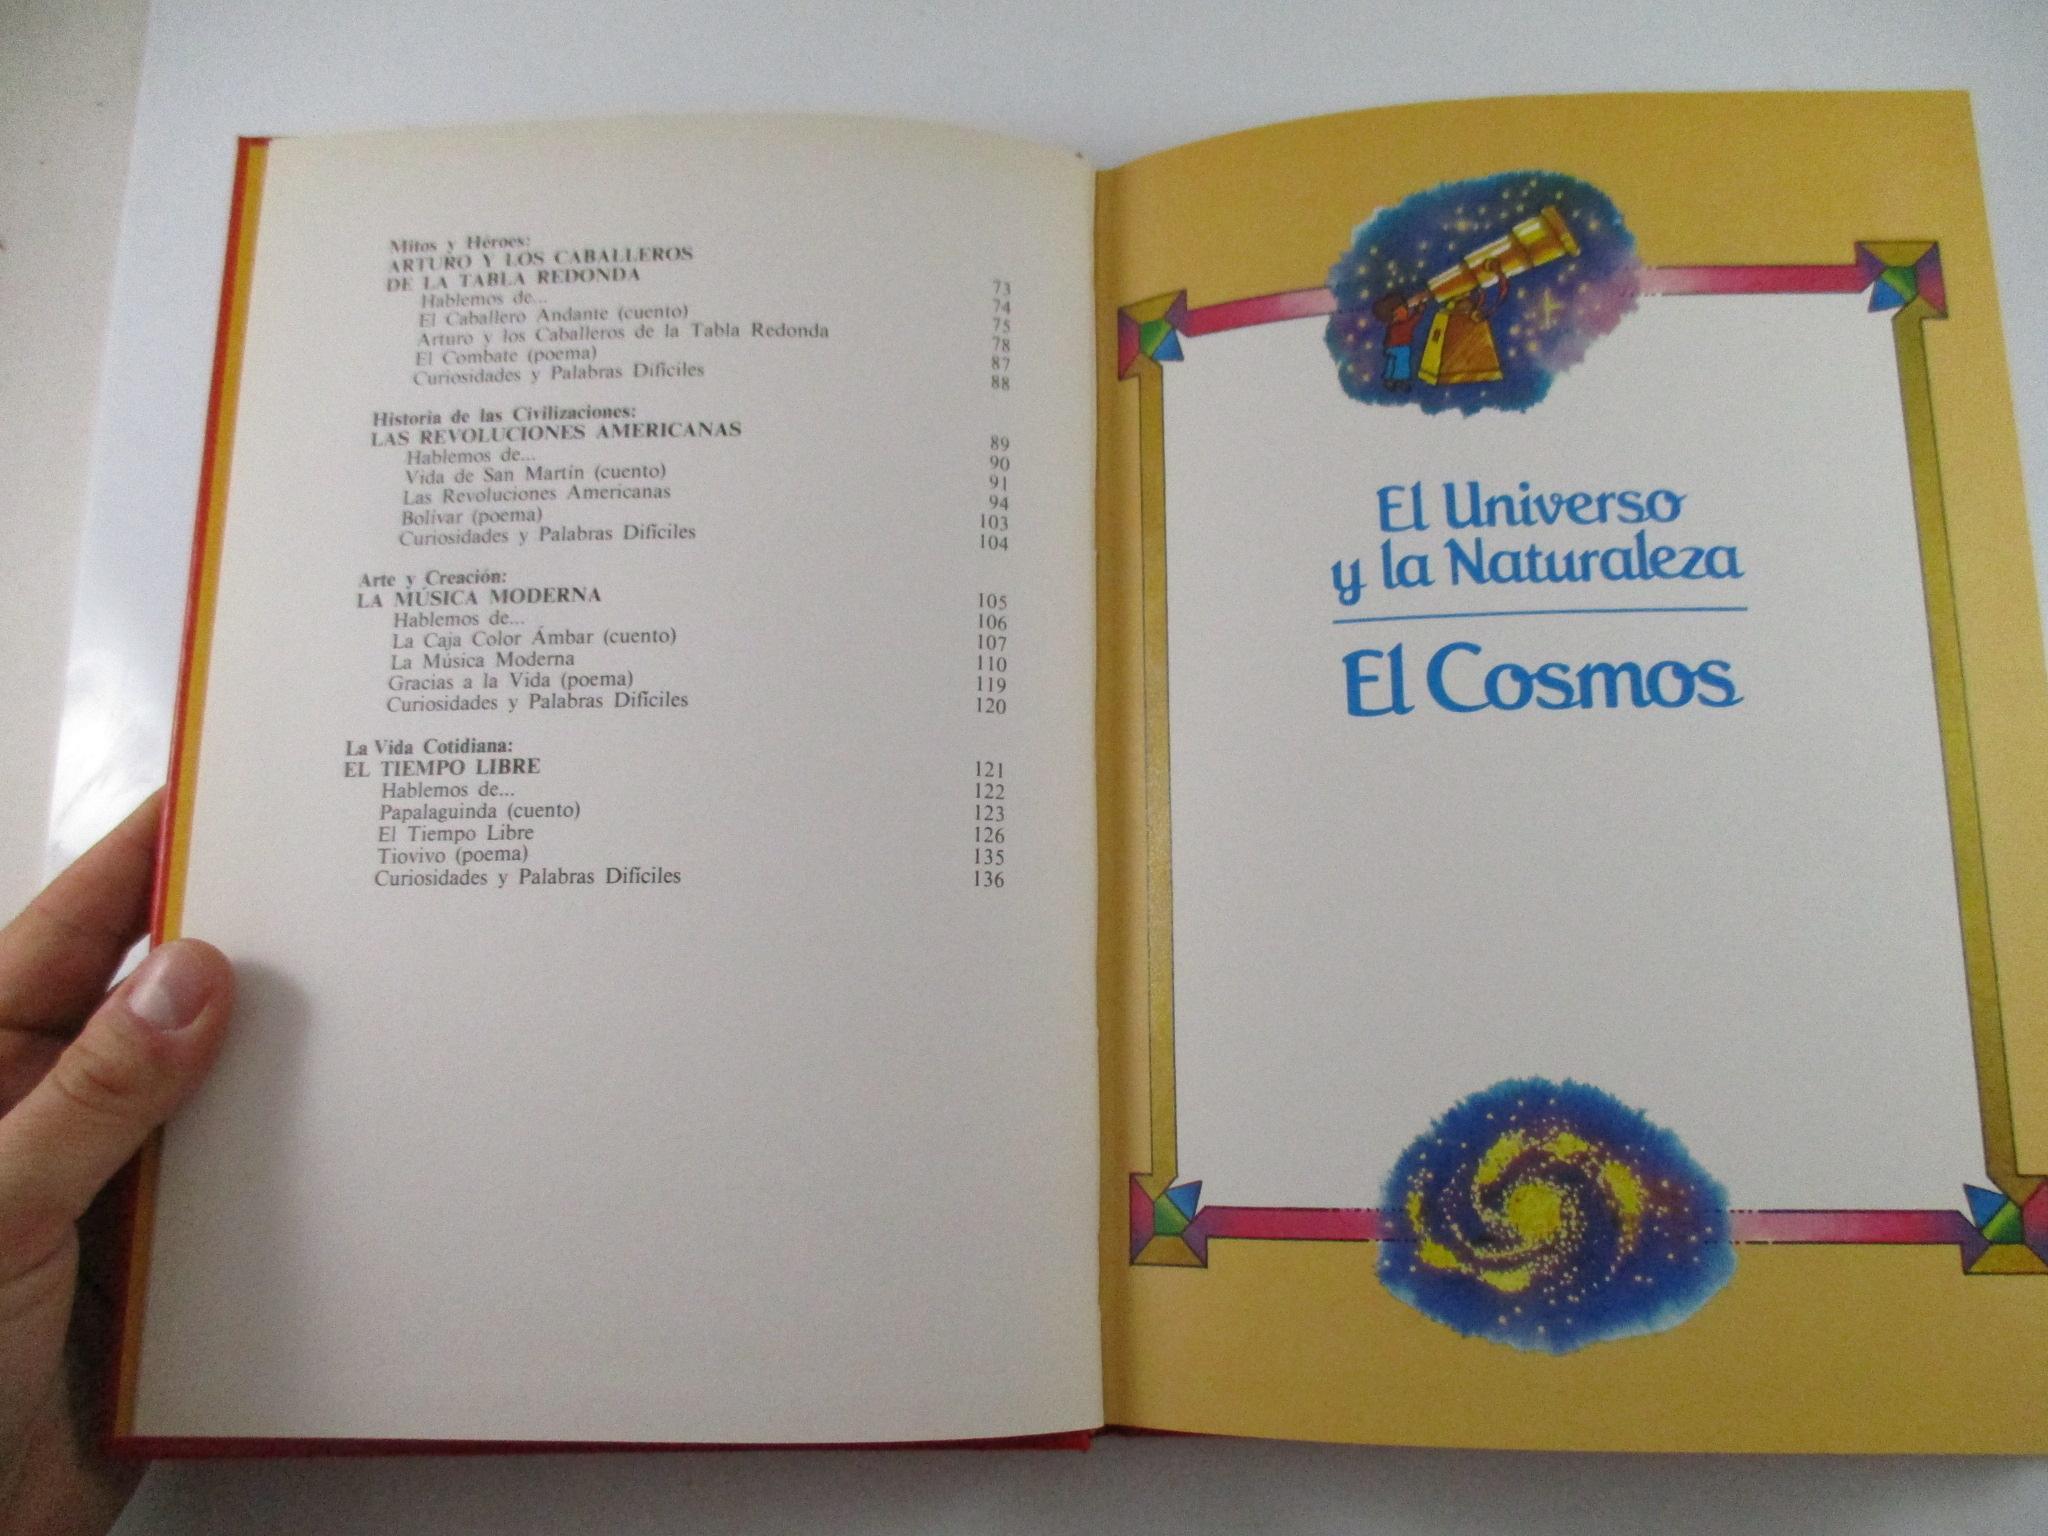 Mitos y Héroes:
ARTURO Y LOS CABALLEROS
DE LA TABLA REDONDA 73
Hablemos de... 74
El Caballero Andante (cuento) 75
Arturo y los Caballeros de la Tabla Redonda 78
El Combate (poema) 87
Curiosidades y Palabras Difíciles 88
Historia de las Civilizaciones:
LAS REVOLUCIONES AMERICANAS 89
Hablemos de... 90
Vida de San Martín (cuento) 91
Las Revoluciones Americanas 94
Bolívar (poema) 103
Curiosidades y Palabras Difíciles 104
Arte y Creación:
LA MÚSICA MODERNA 105
Hablemos de... 106
La Caja Color Ámbar (cuento) 107
La Música Moderna 110
Gracias a la Vida (poema) 119
Curiosidades y Palabras Difíciles 120
La Vida Cotidiana:
EL TIEMPO LIBRE 121
Hablemos de... 122
Papalaguinda (cuento) 123
El Tiempo Libre 126
Tiovivo (poema) 135
Curiosidades y Palabras Difíciles 136
El Universo
y la Naturaleza
El Cosmos